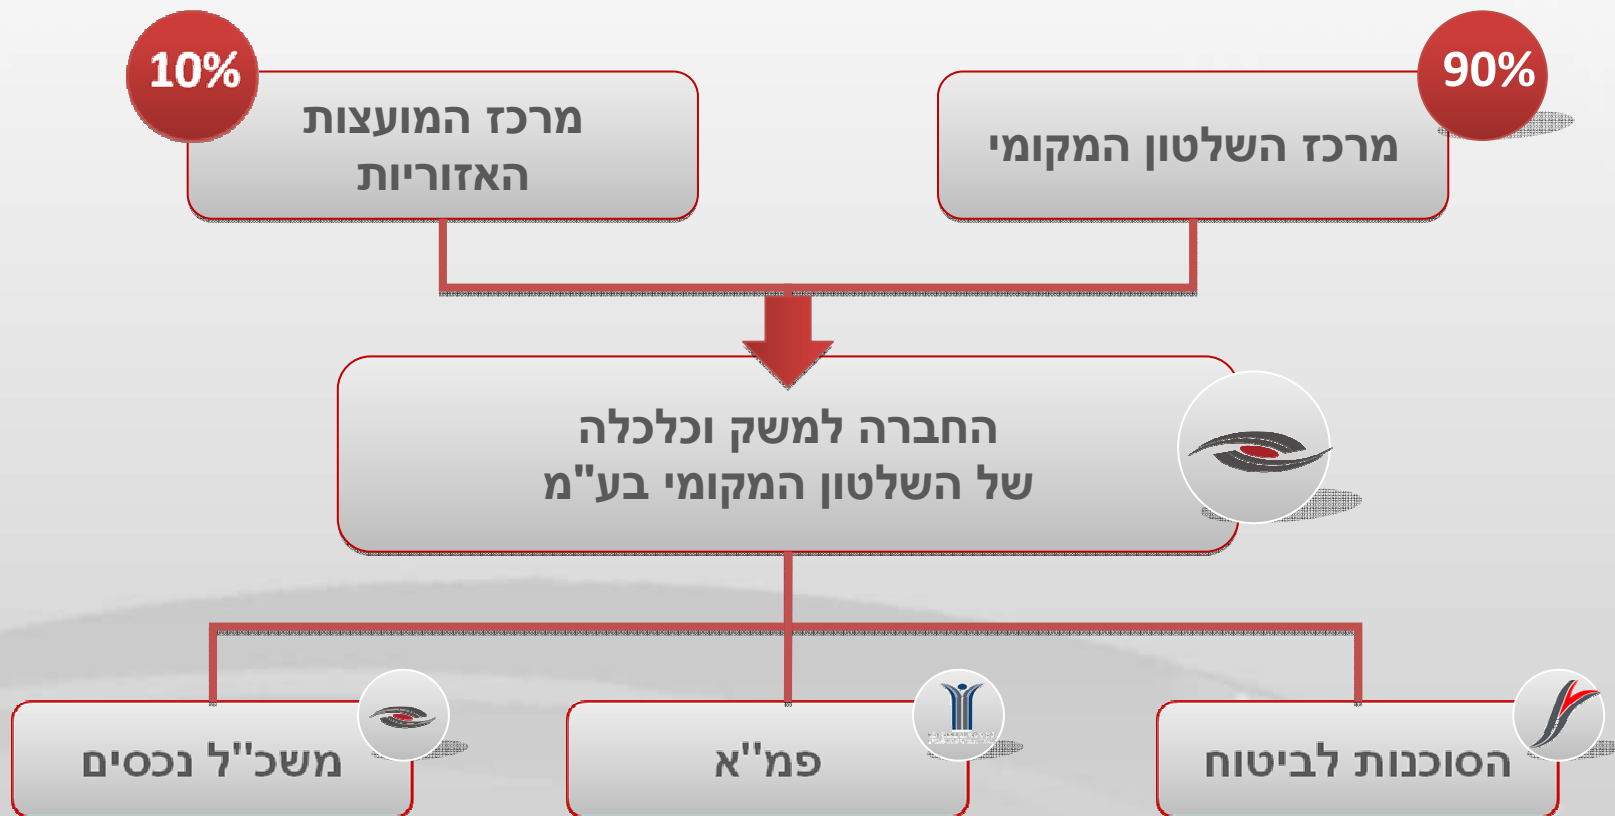 90%
מרכז השלטון המקומי
10%
מרכז המועצות
האזוריות
החברה למשק וכלכלה
של השלטון המקומי בע"מ
הסוכנות לביטוח
פמ"א
משכ"ל נכסים